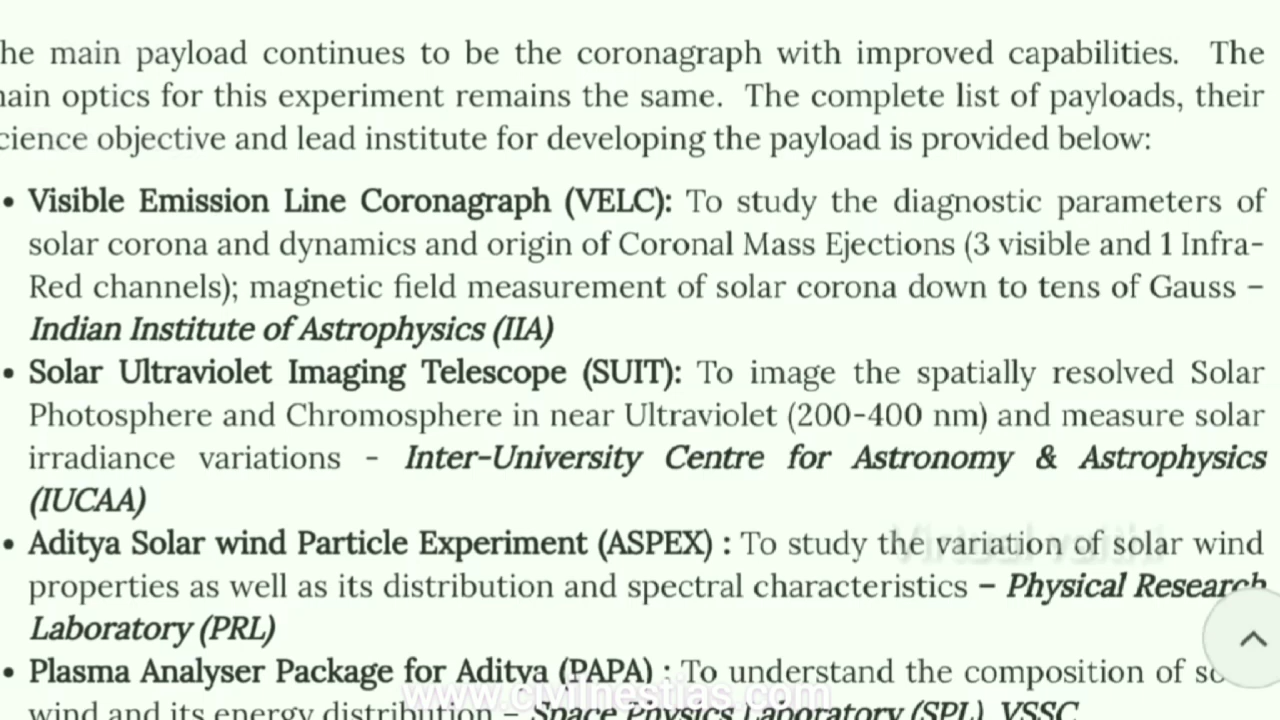 he main payload continues to be the coronagraph with improved capabilities. The
ain optics for this experiment remains the same. The complete list of payloads, their
cience objective and lead institute for developing the payload is provided below:
• Visible Emission Line Coronagraph (VELC): To study the diagnostic parameters of
solar corona and dynamics and origin of Coronal Mass Ejections (3 visible and 1 Infra-
Red channels); magnetic field measurement of solar corona down to tens of Gauss –
Indian Institute of Astrophysics (IIA)
• Solar Ultraviolet Imaging Telescope (SUIT): To image the spatially resolved Solar
Photosphere and Chromosphere in near Ultraviolet (200-400 nm) and measure solar
irradiance variations - Inter-University Centre for Astronomy & Astrophysics
(IUCAA)
• Aditya Solar wind Particle Experiment (ASPEX) : To study the variation of solar wind
properties as well as its distribution and spectral characteristics – Physical Research
Laboratory (PRL)
• Plasma Analyser Package for Aditya (PAPA) : To understand the composition of so
wind and its energy distribution – Space Physics Laboratory (SPL), VSSC
www.civilnestias.com